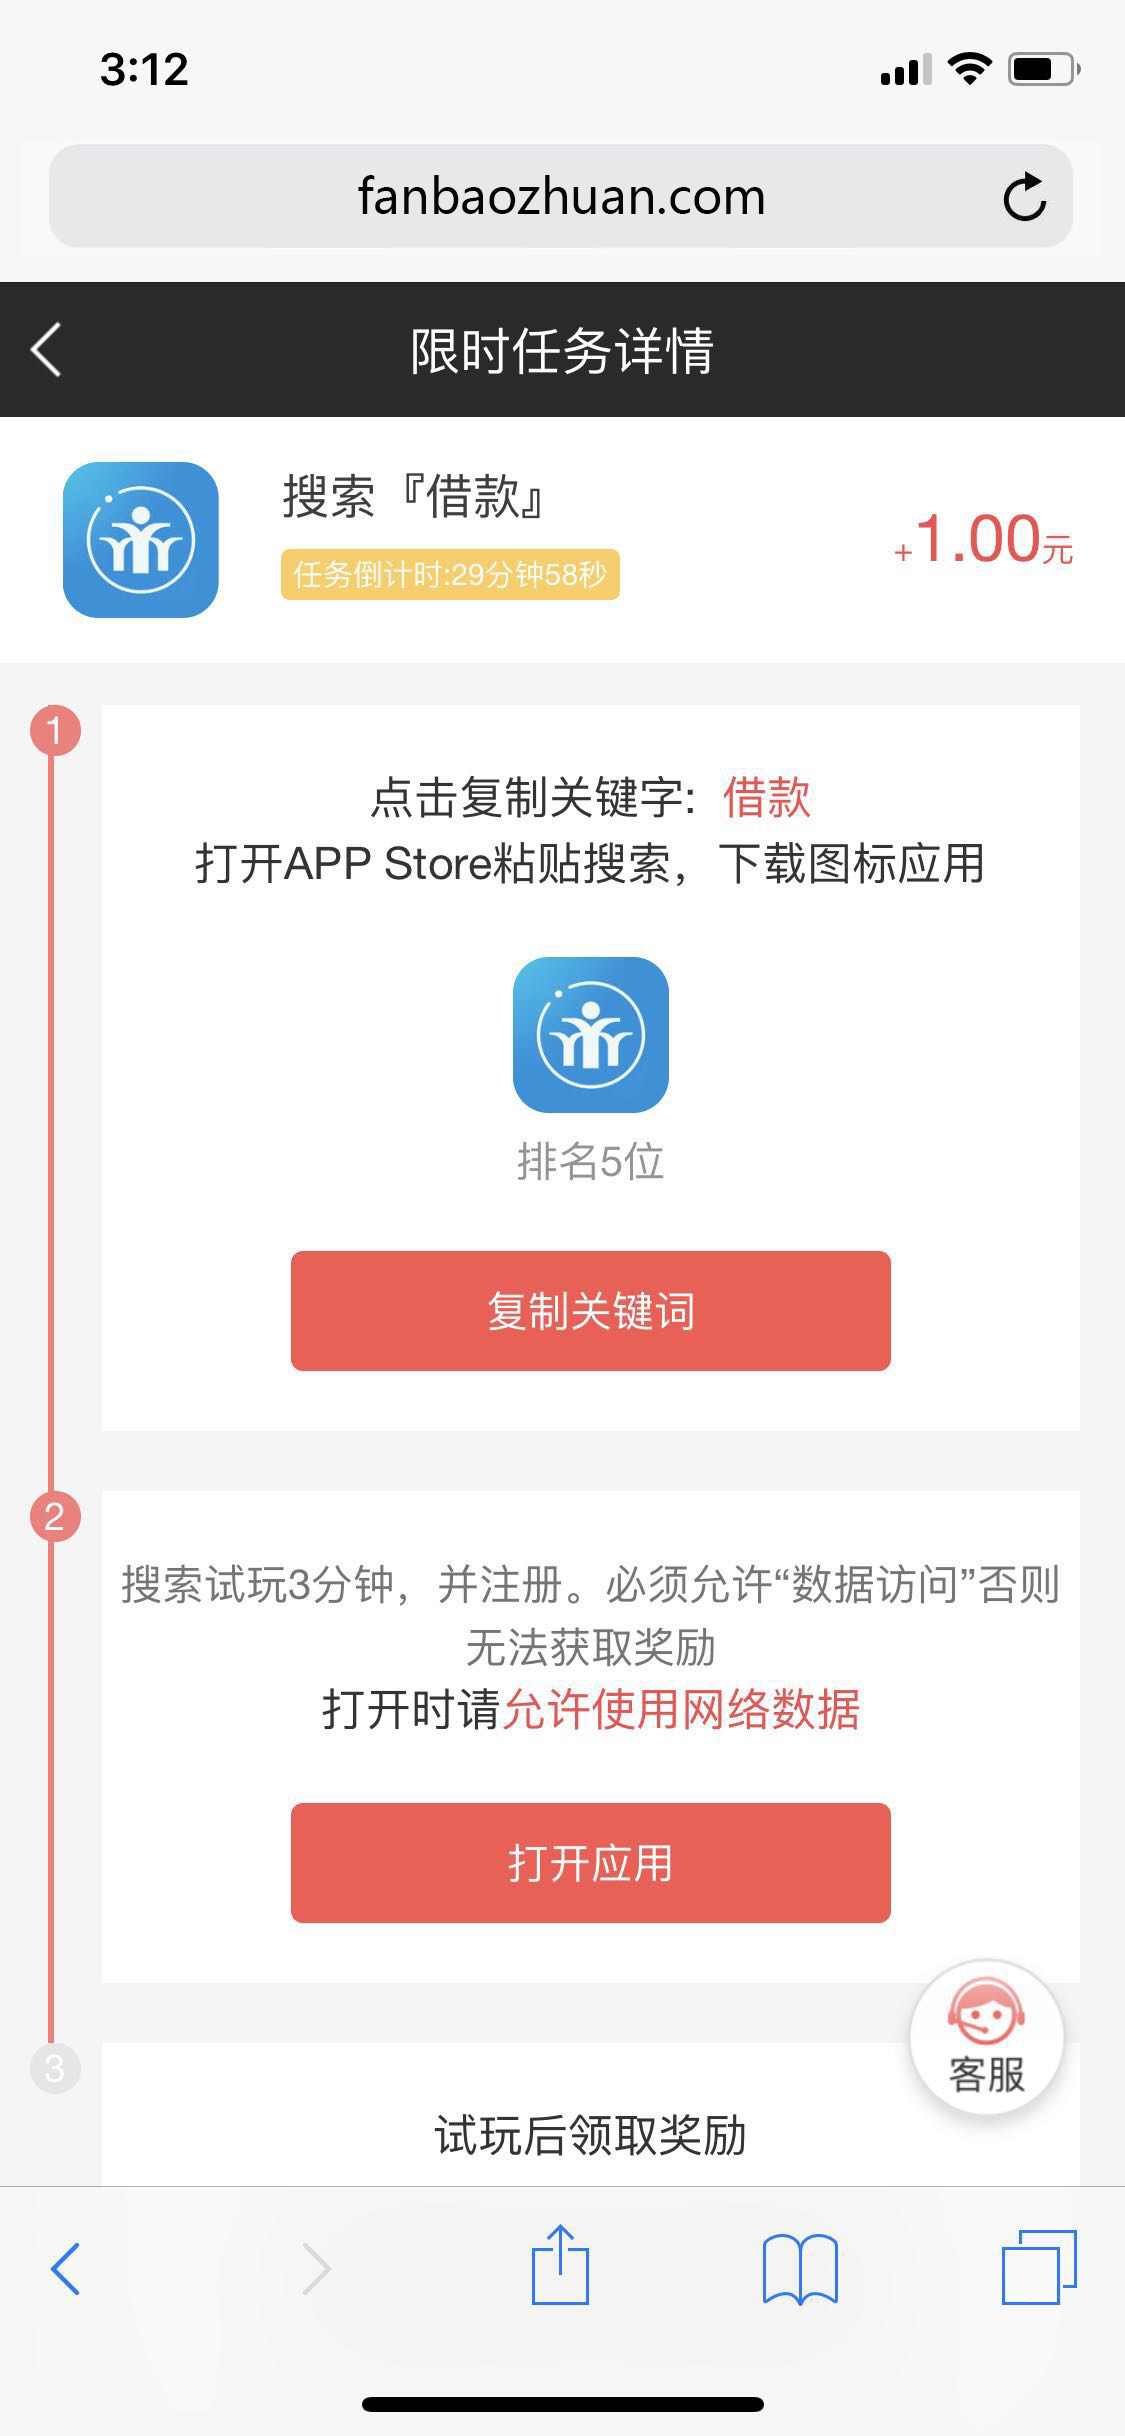 3:12
fanbaozhuan.com
限时任务详情
搜索『借款』
任务倒计时:29分钟58秒
+1.00元
1
点击复制关键字: 借款
打开APP Store粘贴搜索，下载图标应用
排名5位
复制关键词
2
搜索试玩3分钟，并注册。必须允许“数据访问”否则
无法获取奖励
打开时请允许使用网络数据
打开应用
客服
3
试玩后领取奖励